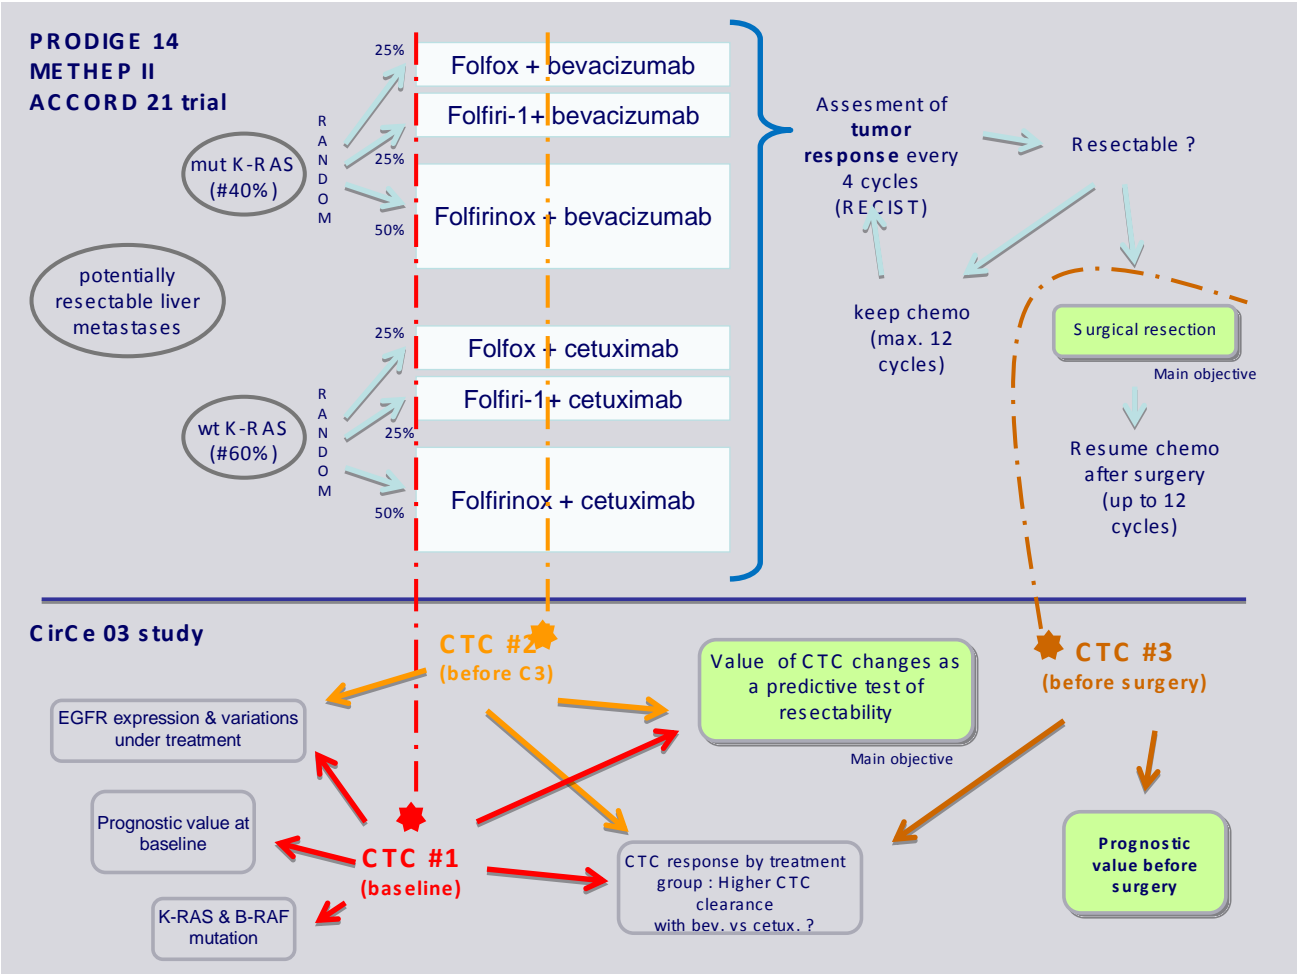 PRODIGE 14
METHEP II
ACCORD 21 trial
mut K-RAS
(#40%)
potentially
resectable liver
metastases
wt K-RAS
(#60%)
RANDOM
25%
25%
50%
Folfox + bevacizumab
Folfiri-1+ bevacizumab
Folfirinox + bevacizumab
RANDOM
25%
25%
50%
Folfox + cetuximab
Folfiri-1+ cetuximab
Folfirinox + cetuximab
Assesment of
tumor
response every
4 cycles
(RECIST)
Resectable ?
keep chemo
(max. 12
cycles)
Surgical resection
Main objective
Resume chemo
after surgery
(up to 12
cycles)
CirCe 03 study
CTC #2
(before C3)
Value of CTC changes as
a predictive test of
resectability
Main objective
CTC #3
(before surgery)
EGFR expression & variations
under treatment
Prognostic value at
baseline
CTC #1
(baseline)
K-RAS & B-RAF
mutation
CTC response by treatment
group : Higher CTC
clearance
with bev. vs cetux. ?
Prognostic
value before
surgery